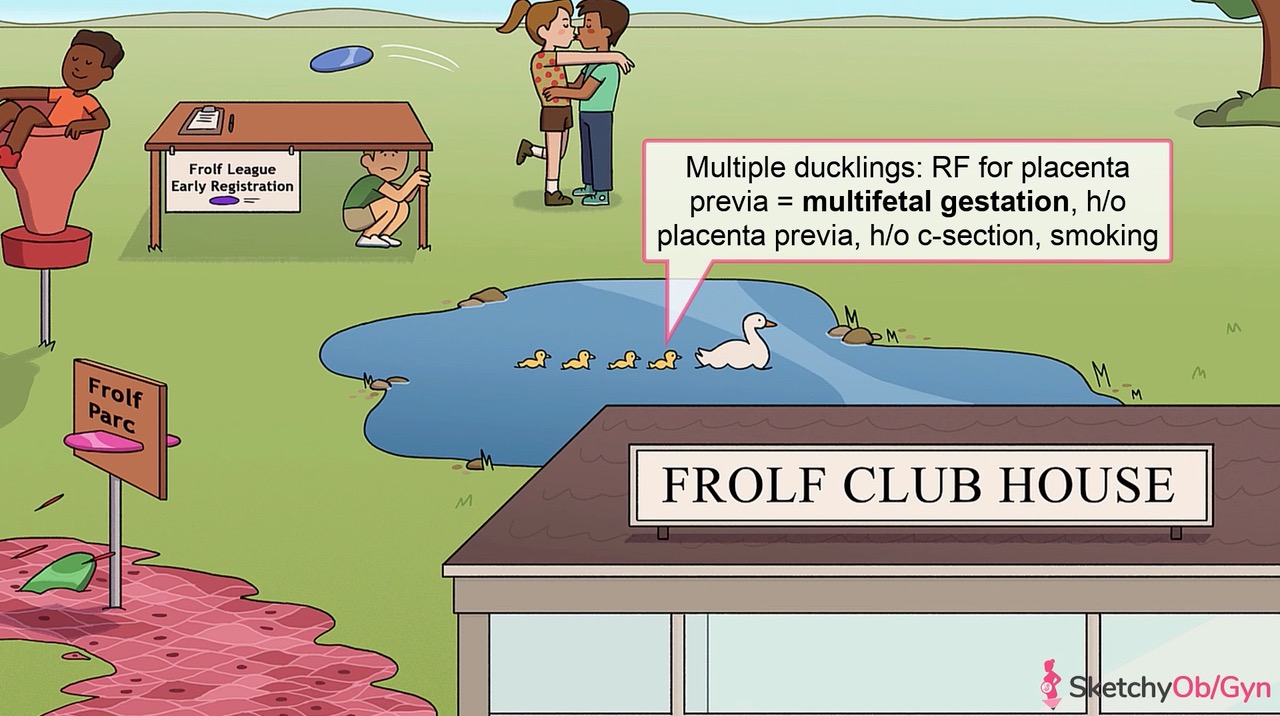 Frolf League
Early Registration
Multiple ducklings: RF for placenta
previa = multifetal gestation, h/o
placenta previa, h/o c-section, smoking
Frolf
Parc
FROLF CLUB HOUSE
SketchyOb/Gyn